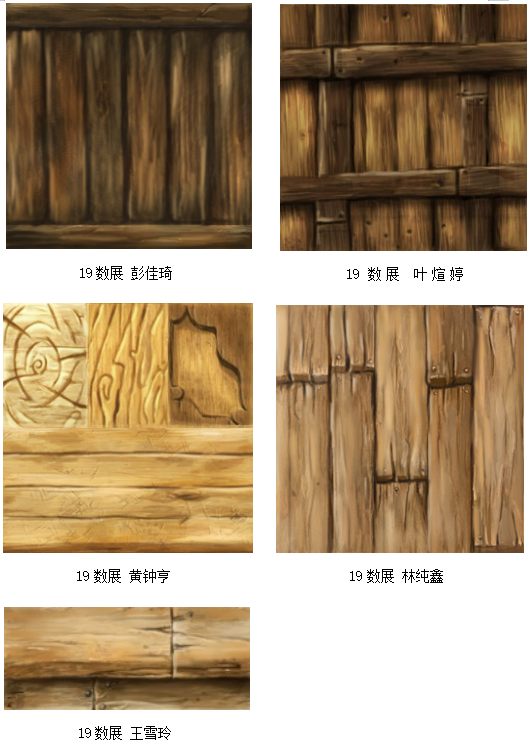 19数展 彭佳琦
19 数 展 叶 煊 婷
19数展 黄钟亨
19数展 林纯鑫
19数展 王雪玲